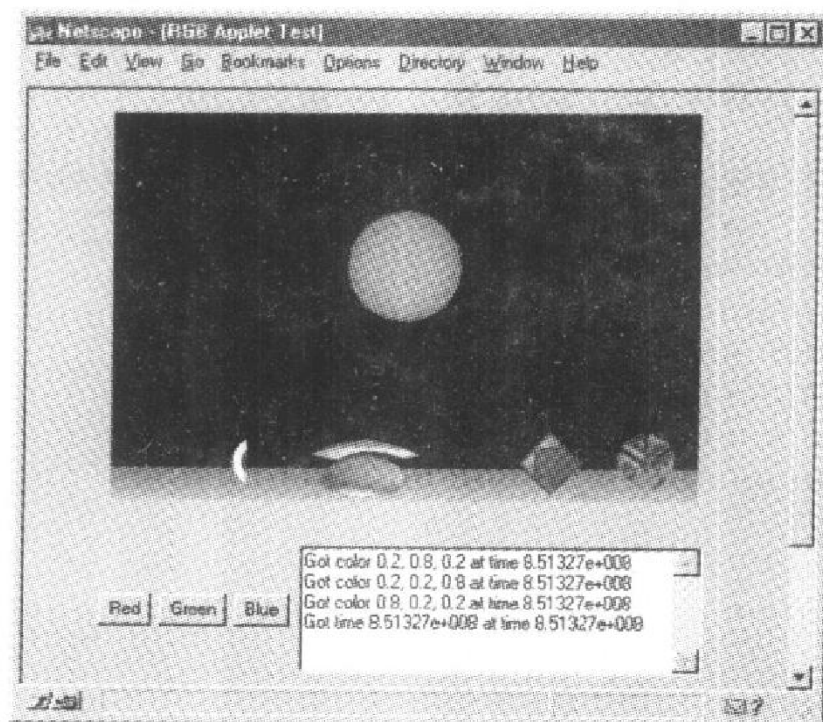 Netscape - [RGB Applet Test]
File Edit View Go Bookmarks Options Directory Window Help
Got color 0.2, 0.8, 0.2 at time 8.51327e+008
Got color 0.2, 0.2, 0.8 at time 8.51327e+008
Got color 0.8, 0.2, 0.2 at time 8.51327e+008
Got time 8.51327e+008 at time 8.51327e+008
Red Green Blue
?